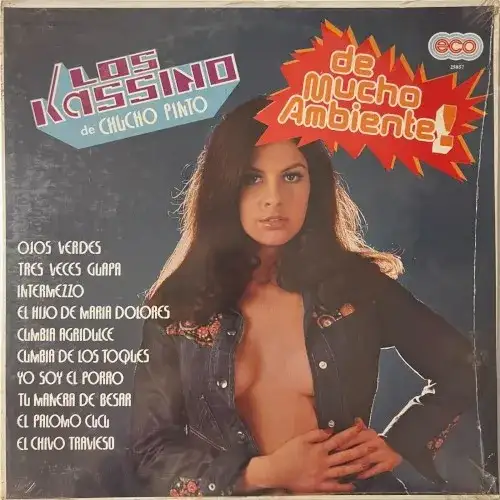 LOS
KASSINO
de CHUCHO PINTO
de
Mucho
Ambiente!
eco
OJOS VERDES
TRES VECES GUAPA
INTERMEZZO
EL HIJO DE MARIA DOLORES
CUMBIA AGRIDULCE
CUMBIA DE LOS TOQUES
YO SOY EL PORRO
TU MANERA DE BESAR
EL PALOMO CUCU
EL CHIVO TRAVIESO